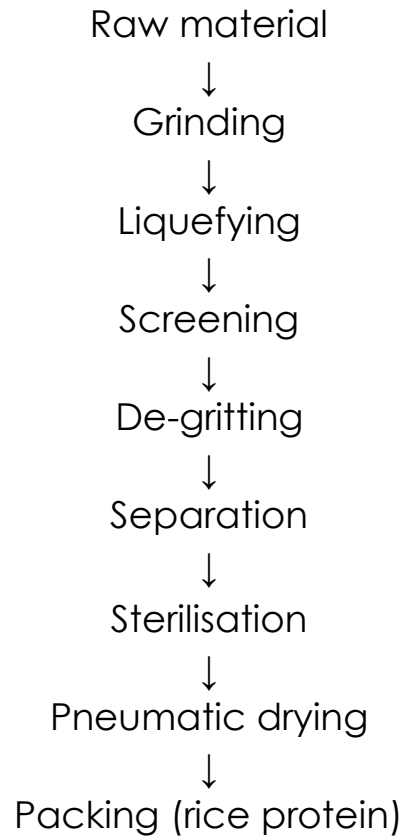 Raw material
↓
Grinding
↓
Liquefying
↓
Screening
↓
De-gritting
↓
Separation
↓
Sterilisation
↓
Pneumatic drying
↓
Packing (rice protein)